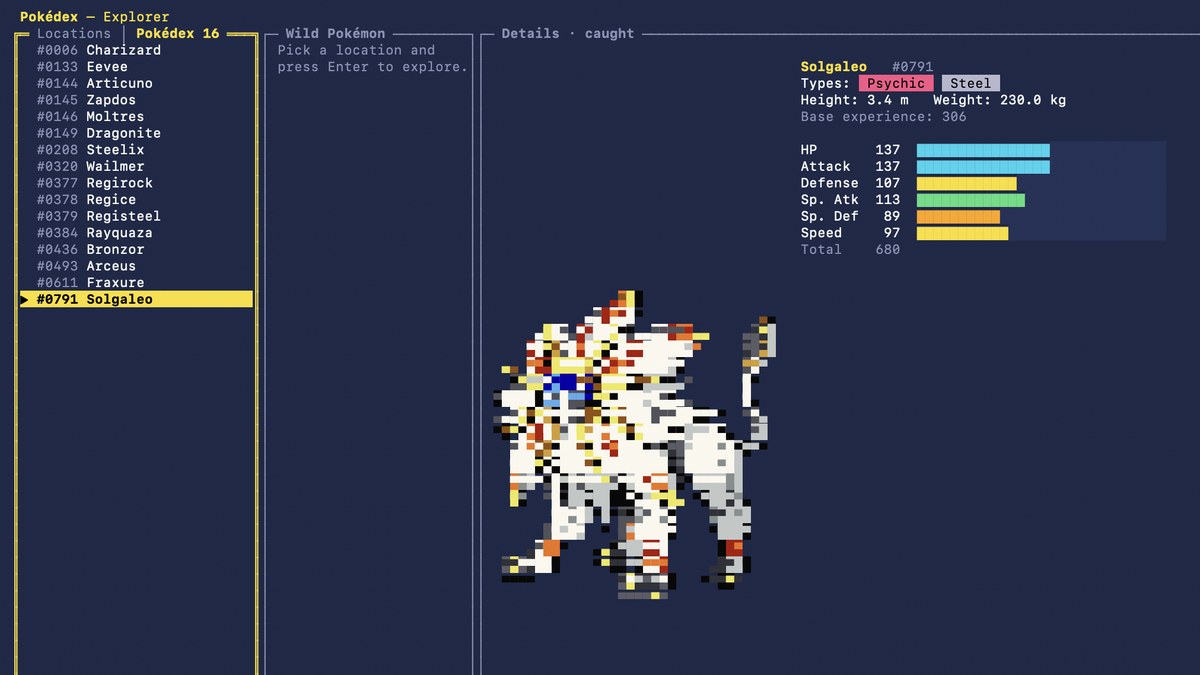 Pokédex — Explorer
Locations │ Pokédex 16
#0006 Charizard
#0133 Eevee
#0144 Articuno
#0145 Zapdos
#0146 Moltres
#0149 Dragonite
#0208 Steelix
#0320 Wailmer
#0377 Regirock
#0378 Regice
#0379 Registeel
#0384 Rayquaza
#0436 Bronzor
#0493 Arceus
#0611 Fraxure
▶ #0791 Solgaleo
Wild Pokémon
Pick a location and
press Enter to explore.
Details · caught
Solgaleo #0791
Types: Psychic Steel
Height: 3.4 m Weight: 230.0 kg
Base experience: 306
HP 137
Attack 137
Defense 107
Sp. Atk 113
Sp. Def 89
Speed 97
Total 680